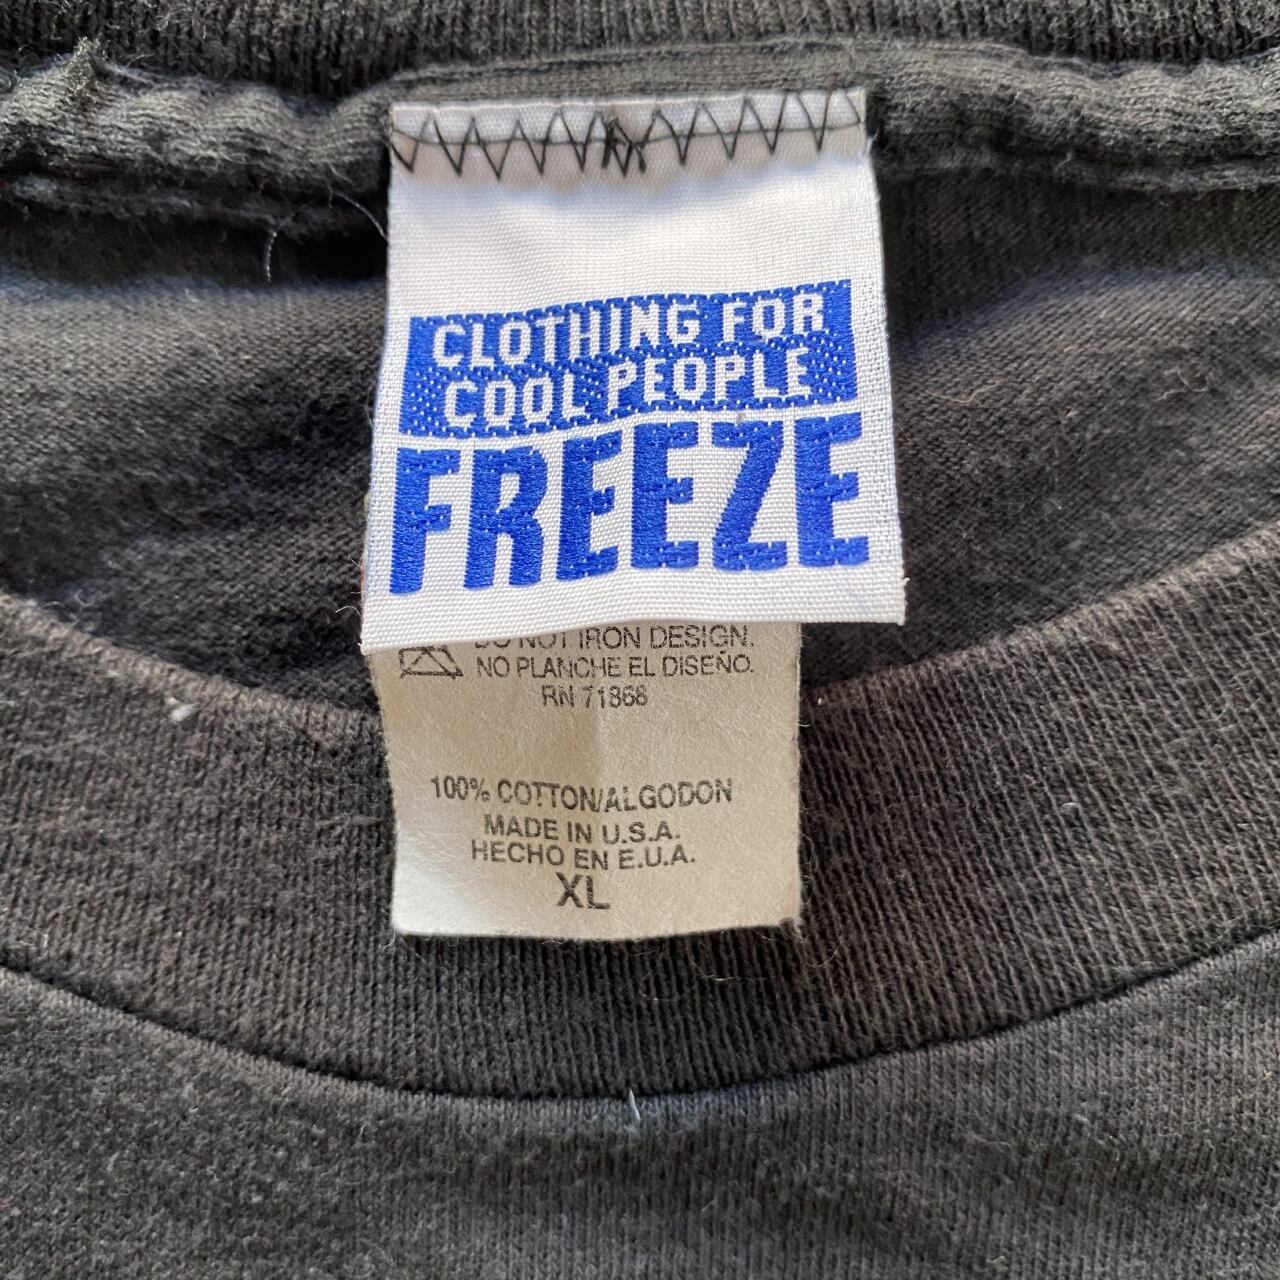 CLOTHING FOR
COOL PEOPLE
FREEZE
DO NOT IRON DESIGN.
NO PLANCHE EL DISEÑO.
RN 71868
100% COTTON/ALGODON
MADE IN U.S.A.
HECHO EN E.U.A.
XL